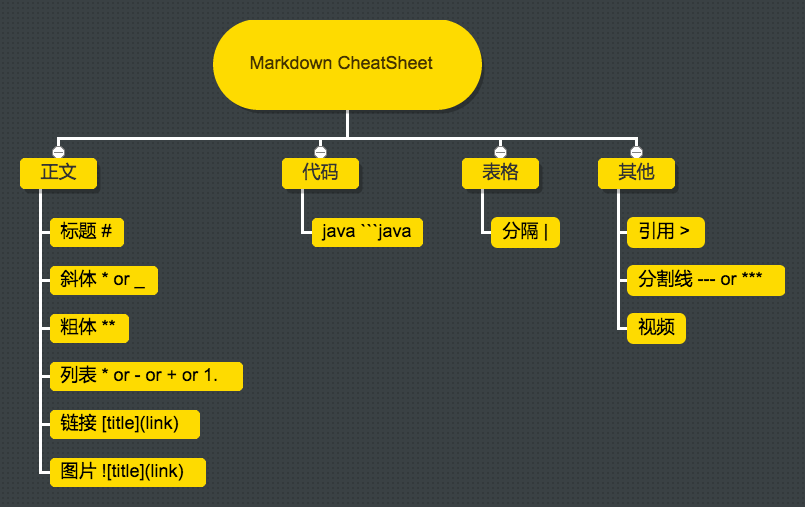 Markdown CheatSheet
正文
代码
表格
其他
标题 #
斜体 * or _
粗体 **
列表 * or - or + or 1.
链接 [title](link)
图片 ![title](link)
java ```java
分隔 |
引用 >
分割线 --- or ***
视频